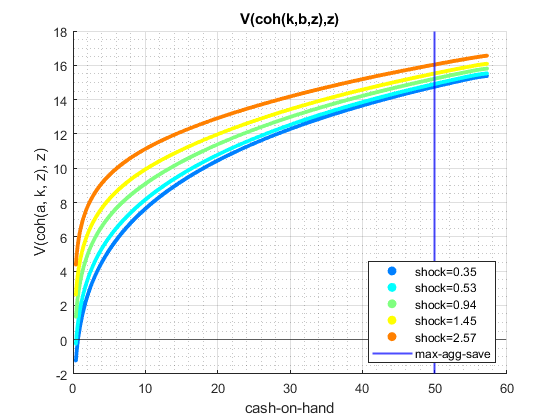 V(coh(k,b,z),z)
18
16
14
12
10
8
6
4
2
0
-2
V(coh(a, k, z), z)
shock=0.35
shock=0.53
shock=0.94
shock=1.45
shock=2.57
max-agg-save
0 10 20 30 40 50 60
cash-on-hand